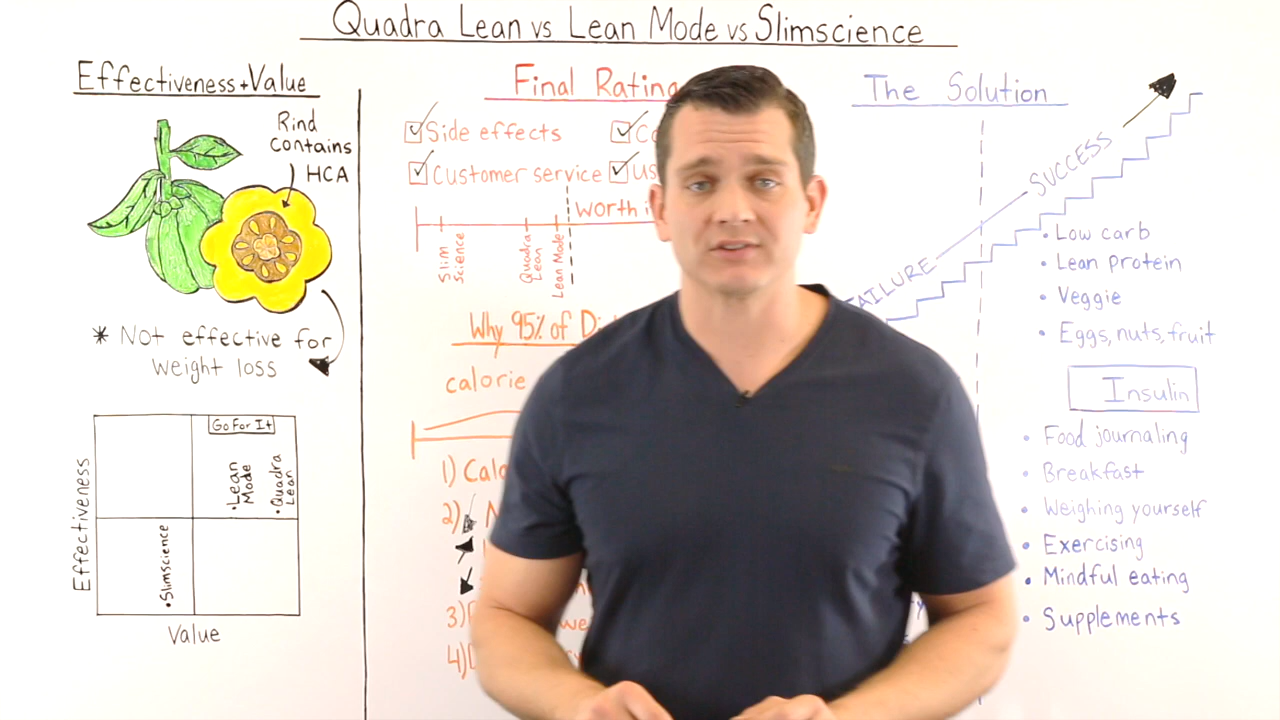 Quadra Lean vs Lean Mode vs Slimscience
Effectiveness+Value
Rind
Contains
HCA
* Not effective for
weight loss
Effectiveness
Go For It
• Lean
Mode
• Quadra
Lean
• Slimscience
Value
Final Rating
Side effects
Customer service
worth
Slim
Science
Quadra
Lean
Lean Mode
Why 95% of
calorie
1)
2)
3)
4)
The Solution
FAILURE
SUCCESS
• Low carb
• Lean protein
• Veggie
• Eggs, nuts, fruit
Insulin
• Food journaling
• Breakfast
• Weighing yourself
• Exercising
• Mindful eating
• Supplements